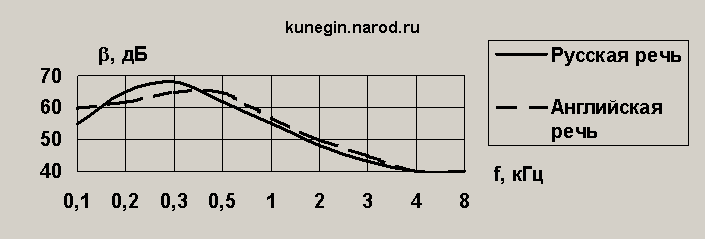 kunegin.narod.ru
β, дБ
70
60
50
40
0,1 0,2 0,3 0,5 1 2 3 4 8
f, кГц
Русская речь
Английская
речь